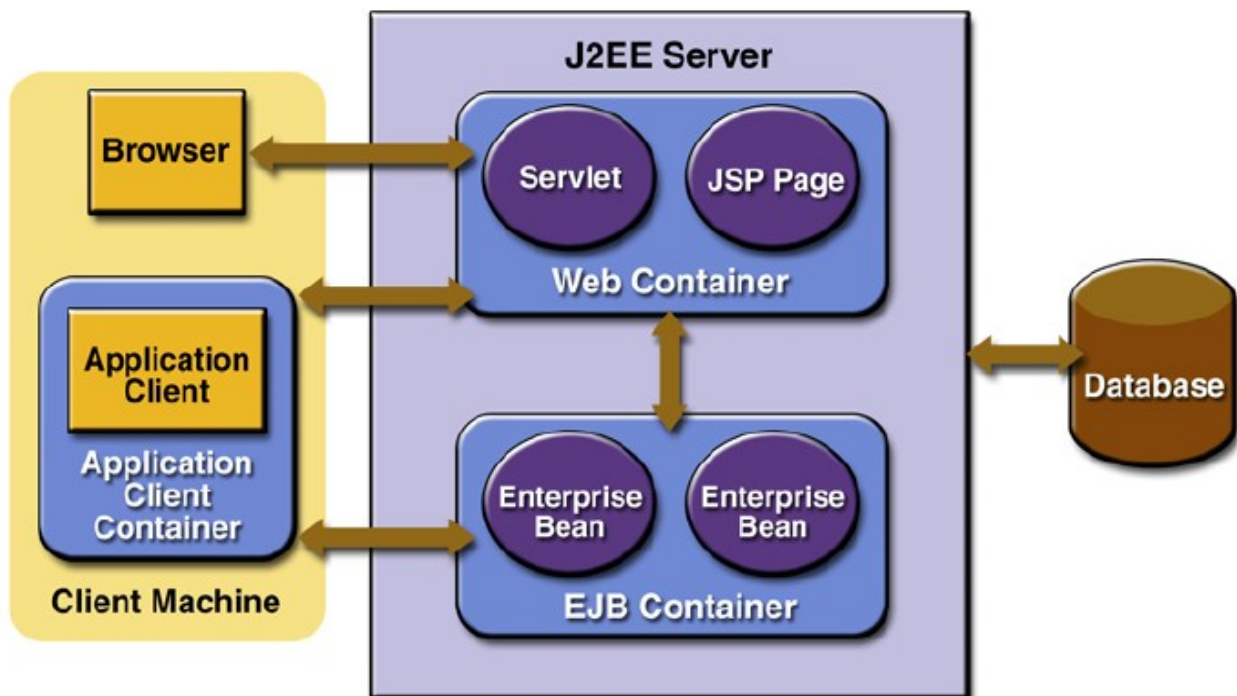 J2EE Server
Browser
Servlet
JSP Page
Web Container
Application
Client
Application
Client
Container
Client Machine
Enterprise
Bean
Enterprise
Bean
EJB Container
Database